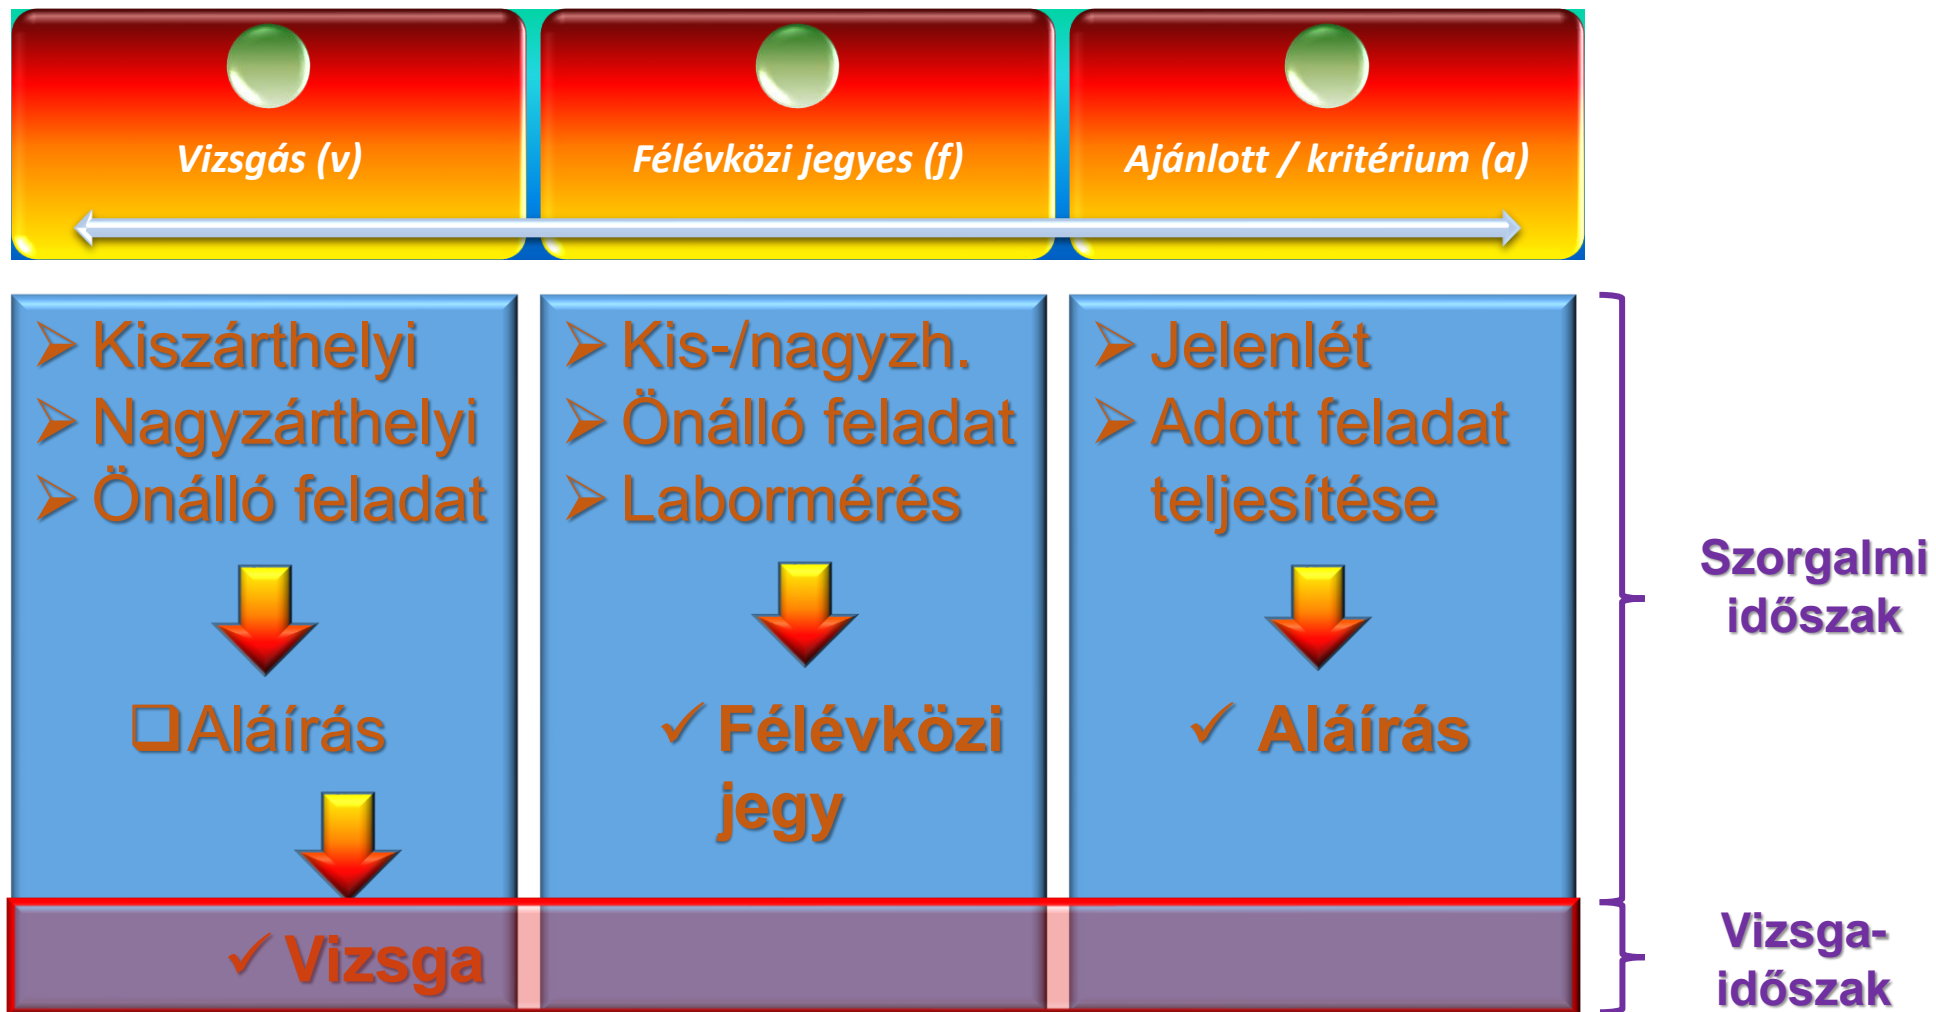 Vizsgás (v)
Félévközi jegyes (f)
Ajánlott / kritérium (a)
Kiszárthelyi
Nagyzárthelyi
Önálló feladat
Aláírás
Vizsga
Kis-/nagyzh.
Önálló feladat
Labormérés
Félévközi
jegy
Jelenlét
Adott feladat
teljesítése
Aláírás
Szorgalmi
időszak
Vizsga-
időszak